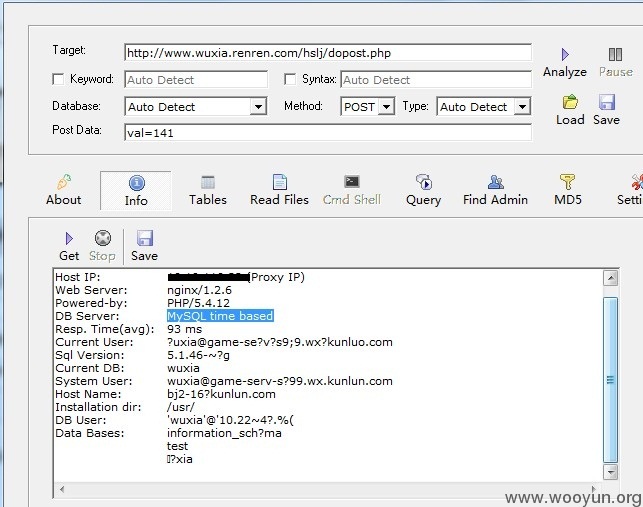 Target: http://www.wuxia.renren.com/hslj/dopost.php
Analyze Pause
Keyword: Auto Detect Syntax: Auto Detect
Database: Auto Detect Method: POST Type: Auto Detect
Load Save
Post Data: val=141
About Info Tables Read Files Cmd Shell Query Find Admin MD5 Setti
Get Stop Save
Host IP: (Proxy IP)
Web Server: nginx/1.2.6
Powered-by: PHP/5.4.12
DB Server: MySQL time based
Resp. Time(avg): 93 ms
Current User: ?uxia@game-se?v?s9;9.wx?kunluo.com
Sql Version: 5.1.46-~?g
Current DB: wuxia
System User: wuxia@game-serv-s?99.wx.kunlun.com
Host Name: bj2-16?kunlun.com
Installation dir: /usr/
DB User: 'wuxia'@'10.22~4?.%(
Data Bases: information_sch?ma
test
?xia
www.wooyun.org